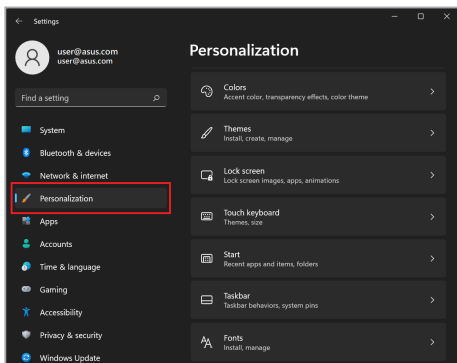 Settings
user@asus.com
user@asus.com
Find a setting
System
Bluetooth & devices
Network & internet
Personalization
Apps
Accounts
Time & language
Gaming
Accessibility
Privacy & security
Windows Update
Personalization
Colors
Accent color, transparency effects, color theme
Themes
Install, create, manage
Lock screen
Lock screen images, apps, animations
Touch keyboard
Themes, size
Start
Recent apps and items, folders
Taskbar
Taskbar behaviors, system pins
Fonts
Install, manage